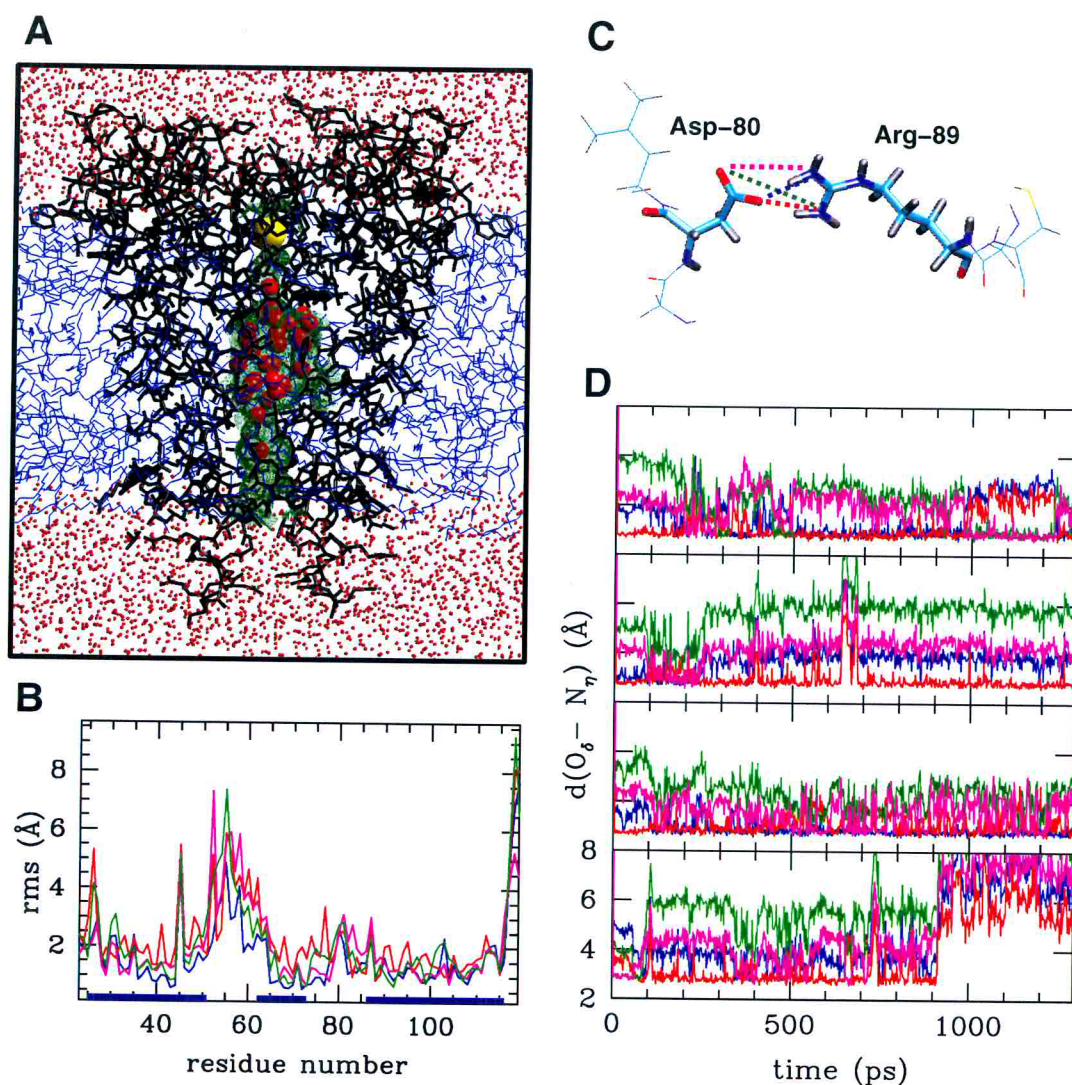 A
B
rms (Å)
8
6
4
2
40 60 80 100
residue number
C
Asp–80
Arg–89
D
d(Oδ– Nη) (Å)
8
6
4
2
0 500 1000
time (ps)